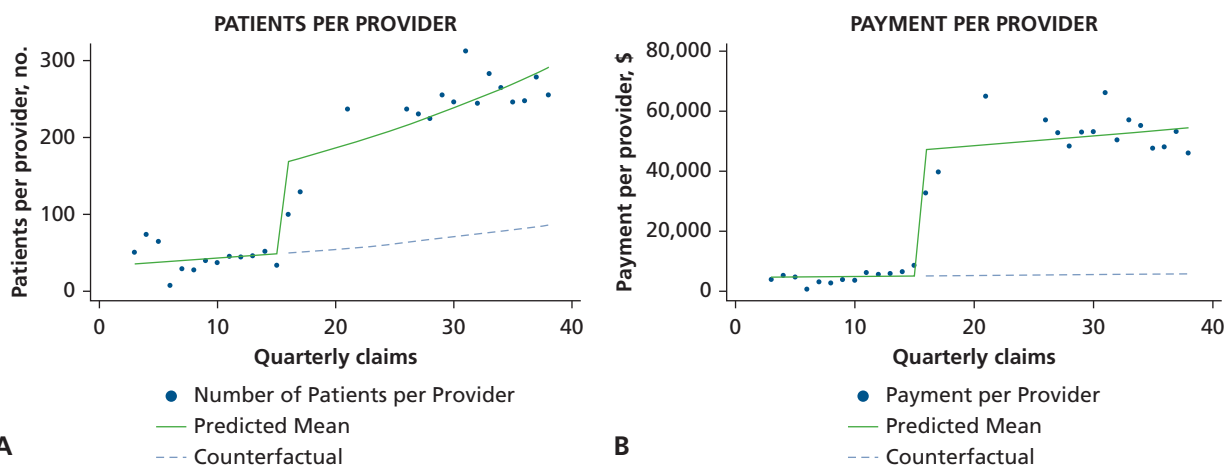 PATIENTS PER PROVIDER
Patients per provider, no.
300
200
100
0
0 10 20 30 40
Quarterly claims
Number of Patients per Provider
Predicted Mean
Counterfactual
A
PAYMENT PER PROVIDER
Payment per provider, $
80,000
60,000
40,000
20,000
0
0 10 20 30 40
Quarterly claims
Payment per Provider
Predicted Mean
Counterfactual
B